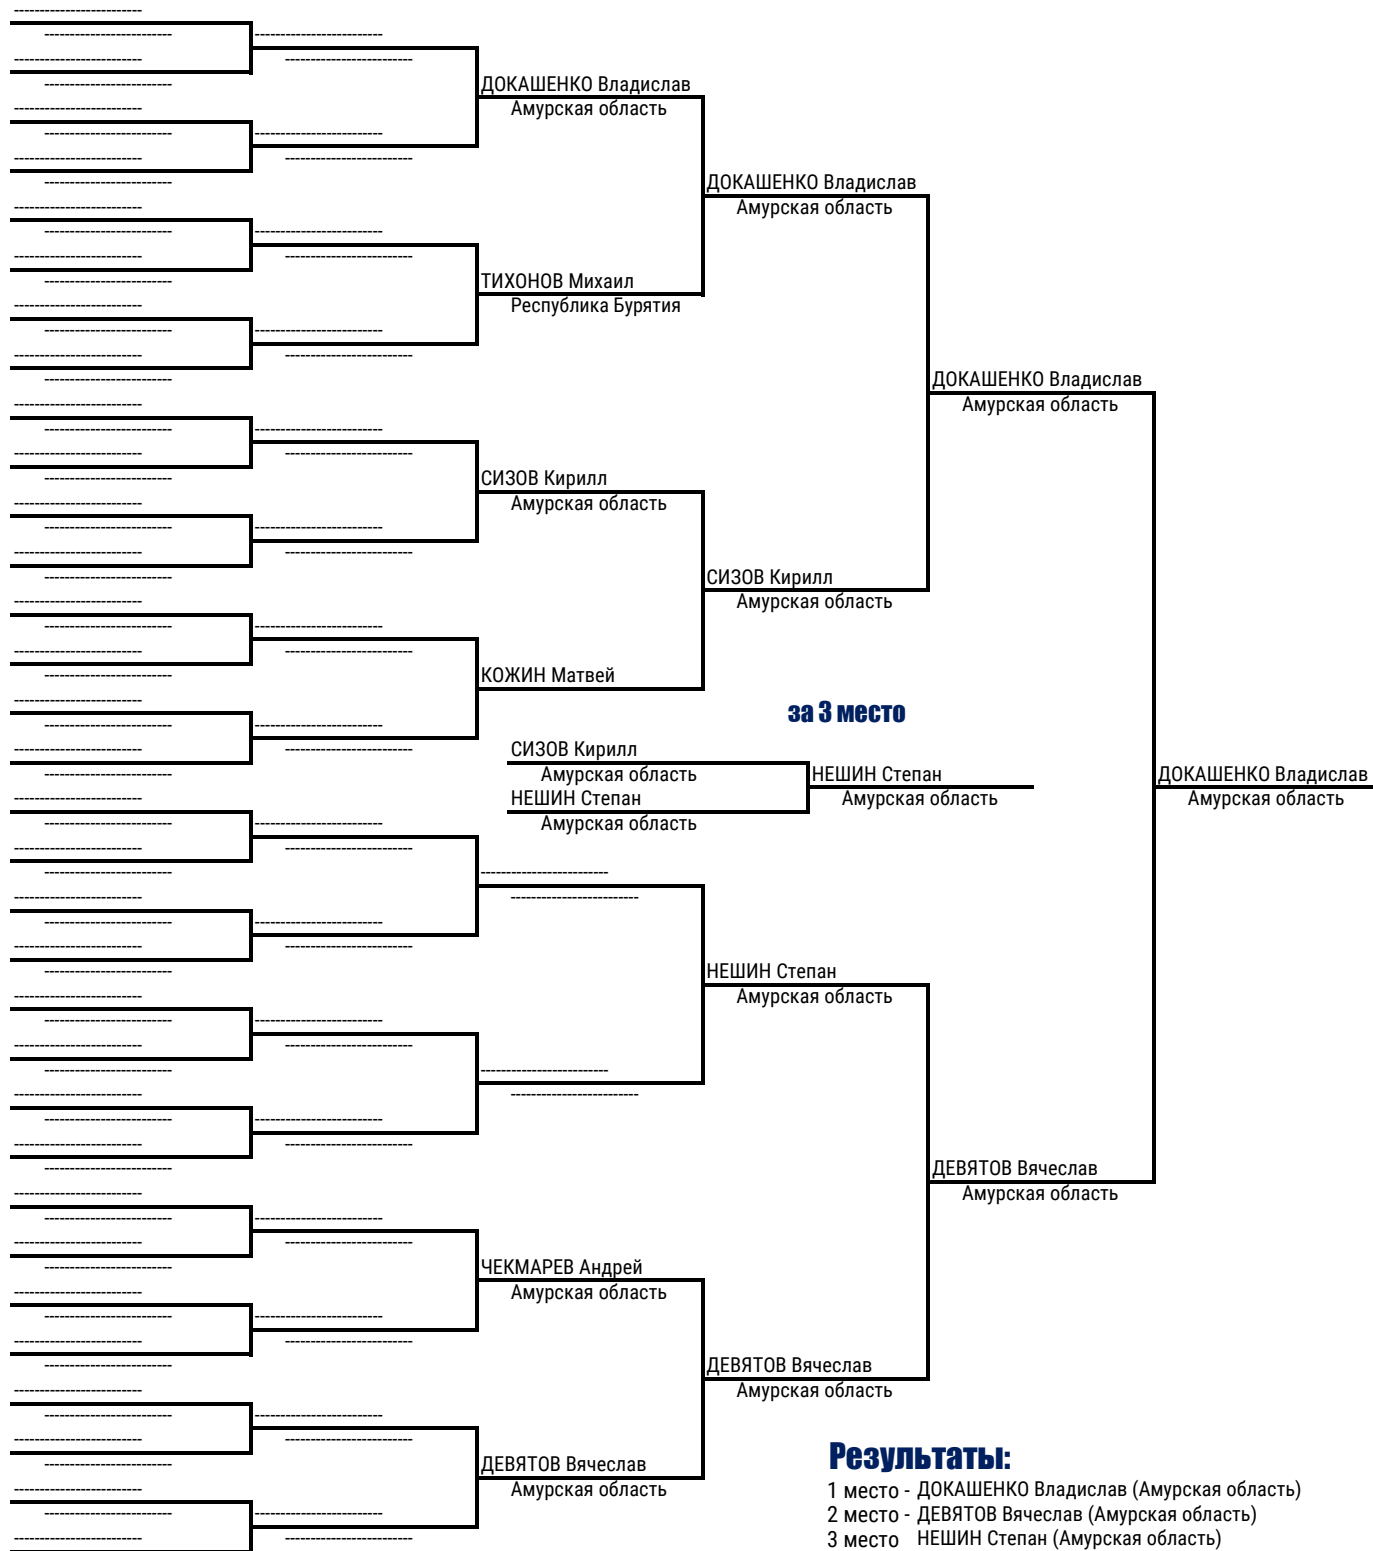 ДОКАШЕНКО Владислав
Амурская область
ДОКАШЕНКО Владислав
Амурская область
ТИХОНОВ Михаил
Республика Бурятия
ДОКАШЕНКО Владислав
Амурская область
СИЗОВ Кирилл
Амурская область
СИЗОВ Кирилл
Амурская область
КОЖИН Матвей
за 3 место
СИЗОВ Кирилл
Амурская область
НЕШИН Степан
Амурская область
НЕШИН Степан
Амурская область
ДОКАШЕНКО Владислав
Амурская область
НЕШИН Степан
Амурская область
ДЕВЯТОВ Вячеслав
Амурская область
ЧЕКМАРЕВ Андрей
Амурская область
ДЕВЯТОВ Вячеслав
Амурская область
ДЕВЯТОВ Вячеслав
Амурская область
Результаты:
1 место - ДОКАШЕНКО Владислав (Амурская область)
2 место - ДЕВЯТОВ Вячеслав (Амурская область)
3 место НЕШИН Степан (Амурская область)